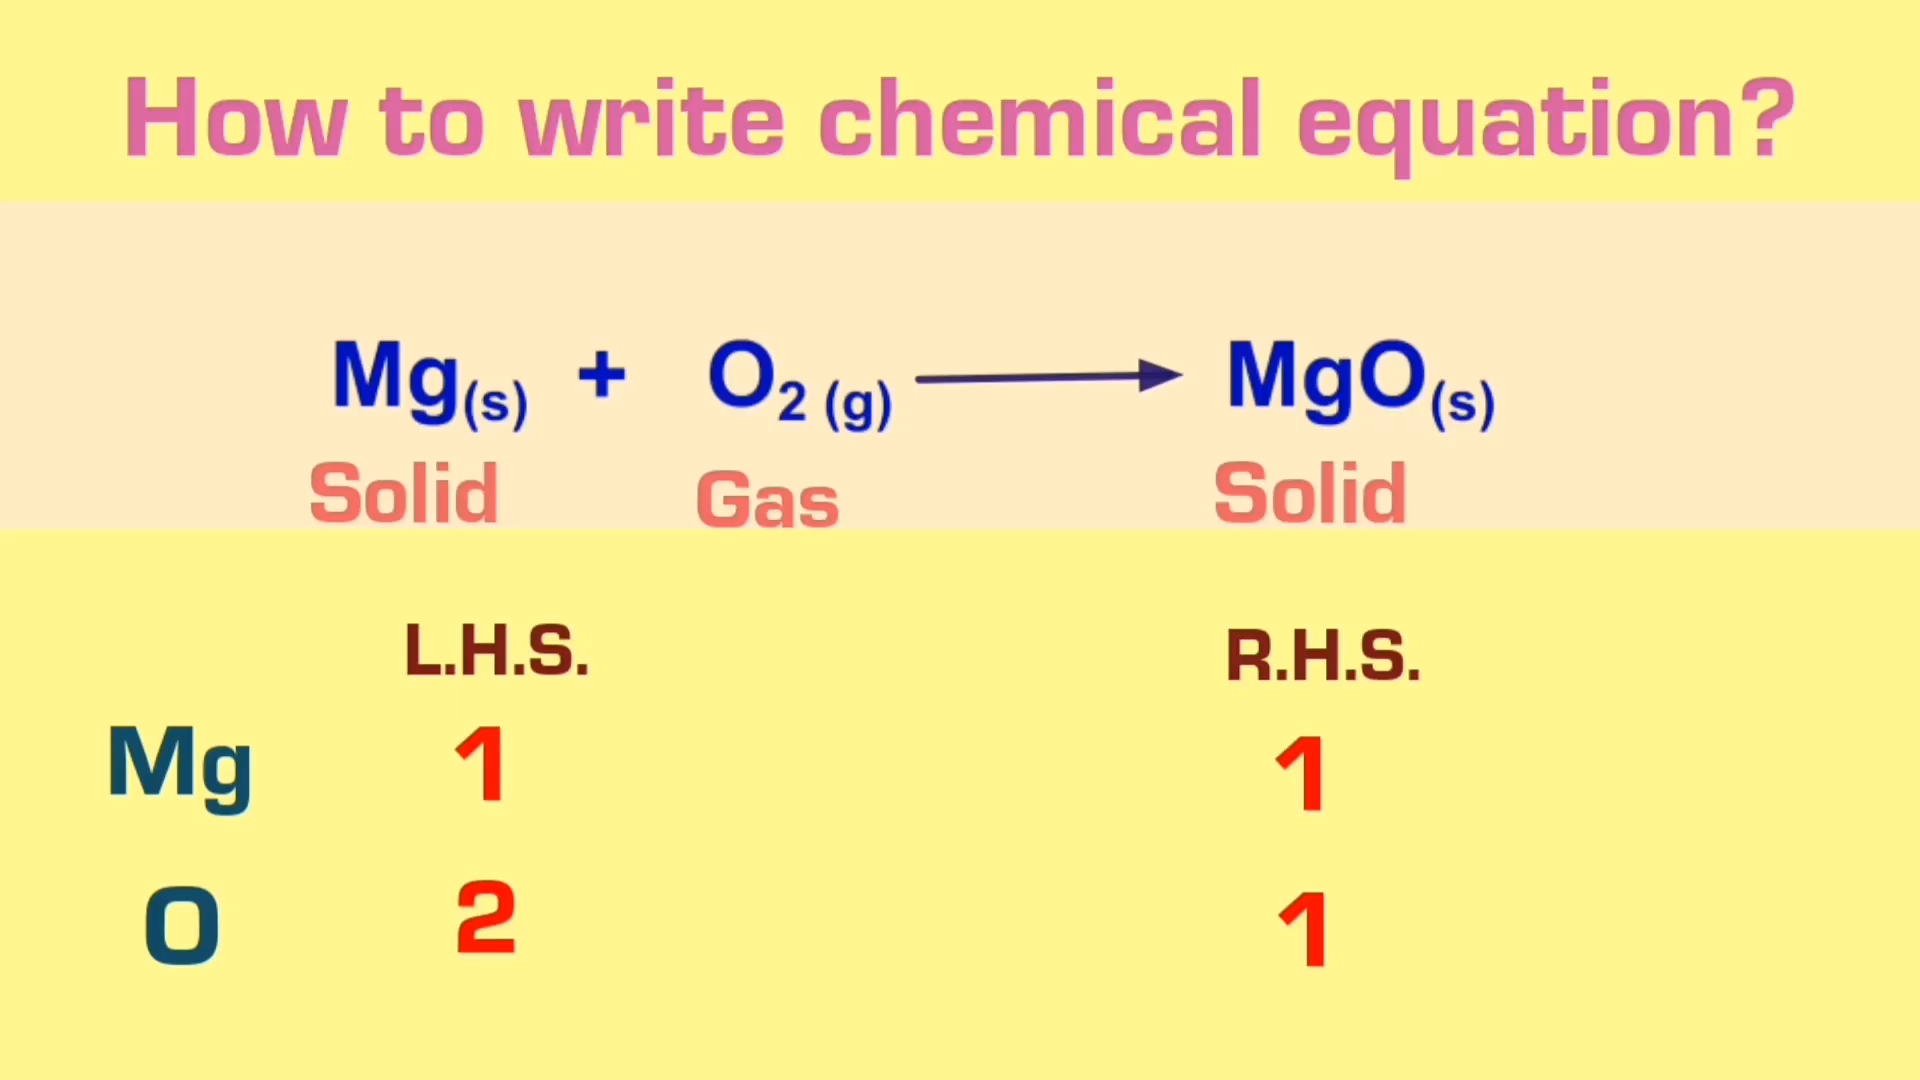 How to write chemical equation?
Mg(s) + O2 (g) → MgO(s)
Solid Gas Solid
L.H.S. R.H.S.
Mg 1 1
O 2 1